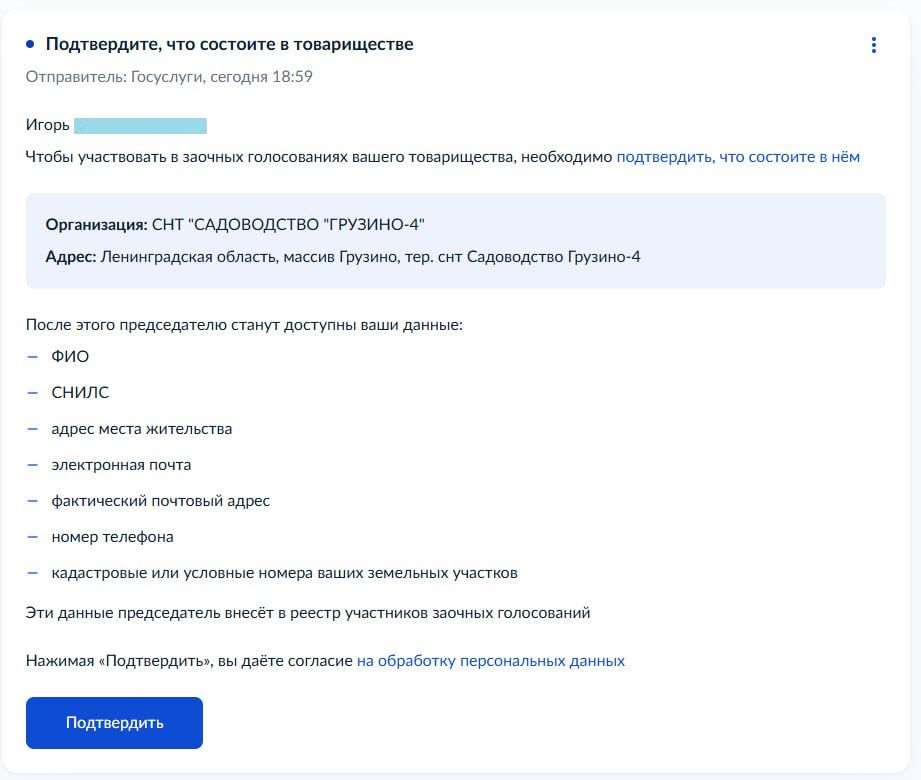 Подтвердите, что состоите в товариществе
Отправитель: Госуслуги, сегодня 18:59
Игорь
Чтобы участвовать в заочных голосованиях вашего товарищества, необходимо подтвердить, что состоите в нём
Организация: СНТ "САДОВОДСТВО "ГРУЗИНО-4"
Адрес: Ленинградская область, массив Грузино, тер. снт Садоводство Грузино-4
После этого председателю станут доступны ваши данные:
– ФИО
– СНИЛС
– адрес места жительства
– электронная почта
– фактический почтовый адрес
– номер телефона
– кадастровые или условные номера ваших земельных участков
Эти данные председатель внесёт в реестр участников заочных голосований
Нажимая «Подтвердить», вы даёте согласие на обработку персональных данных
Подтвердить